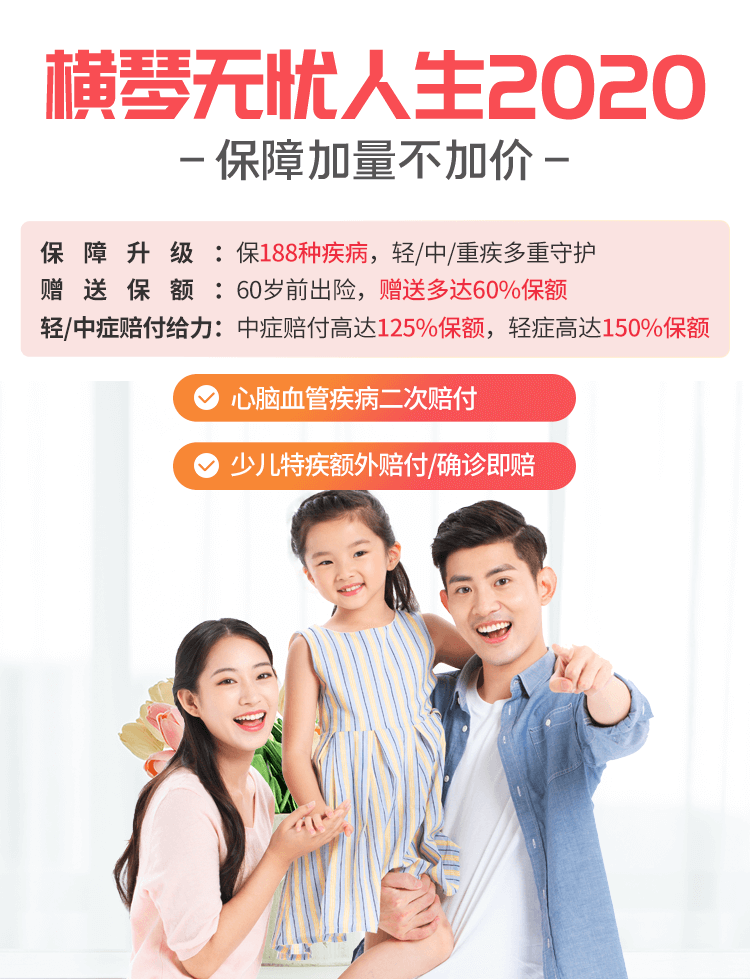 横琴无忧人生2020
– 保障加量不加价 –
保障升级：保188种疾病，轻/中/重疾多重守护
赠送保额：60岁前出险，赠送多达60%保额
轻/中症赔付给力：中症赔付高达125%保额，轻症高达150%保额
心脑血管疾病二次赔付
少儿特疾额外赔付/确诊即赔